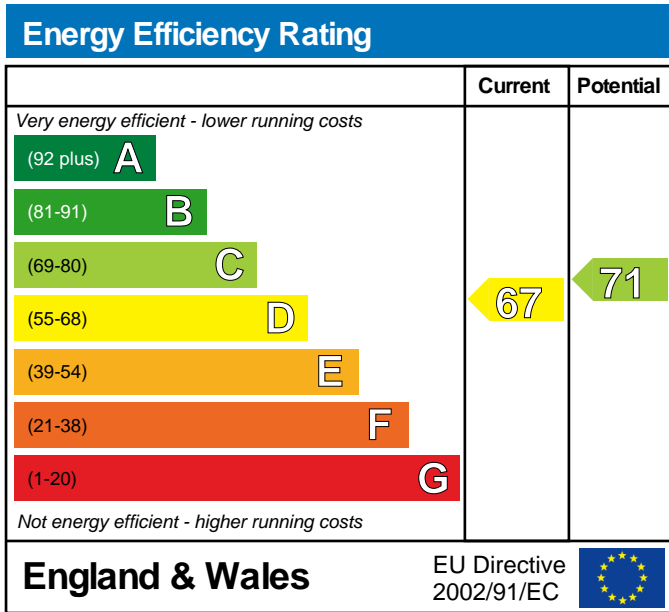 Energy Efficiency Rating
Current Potential
Very energy efficient - lower running costs
(92 plus) A
(81-91) B
(69-80) C
(55-68) D
(39-54) E
(21-38) F
(1-20) G
67 71
Not energy efficient - higher running costs
England & Wales
EU Directive
2002/91/EC